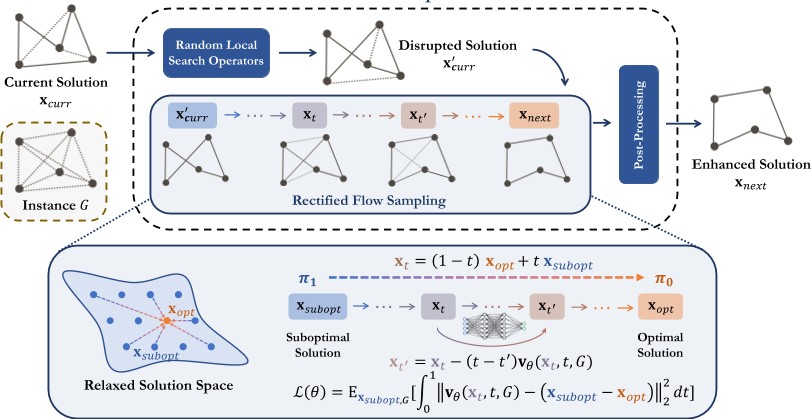 Current Solution
x_curr
Random Local
Search Operators
Disrupted Solution
x'_curr
Instance G
x'_curr → ⋯ → x_t → ⋯ → x_t' → ⋯ → x_next
Rectified Flow Sampling
Post-Processing
Enhanced Solution
x_next
x_opt
x_subopt
Relaxed Solution Space
x_t = (1 − t) x_opt + t x_subopt
π_1
π_0
x_subopt → ⋯ → x_t → ⋯ → x_t' → ⋯ → x_opt
Suboptimal
Solution
Optimal
Solution
x_t' = x_t − (t − t')v_θ(x_t, t, G)
ℒ(θ) = E_{x_subopt,G}[∫_0^1 ‖v_θ(x_t, t, G) − (x_subopt − x_opt)‖_2^2 dt]